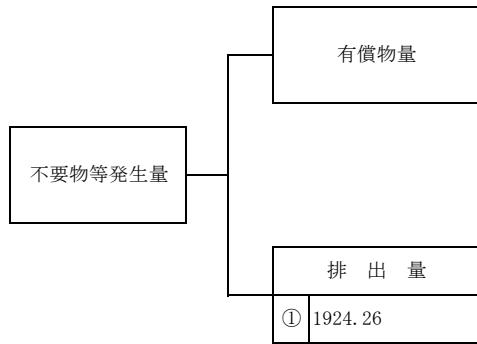 有償物量
不要物等発生量
排 出 量
① 1924.26